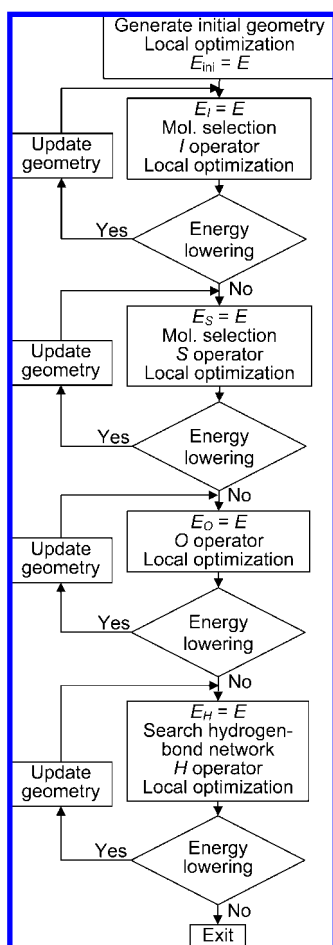 Generate initial geometry
Local optimization
E_ini = E
E_I = E
Mol. selection
I operator
Local optimization
Update
geometry
Yes
Energy
lowering
No
E_S = E
Mol. selection
S operator
Local optimization
Update
geometry
Yes
Energy
lowering
No
E_O = E
O operator
Local optimization
Update
geometry
Yes
Energy
lowering
No
E_H = E
Search hydrogen-
bond network
H operator
Local optimization
Update
geometry
Yes
Energy
lowering
No
Exit